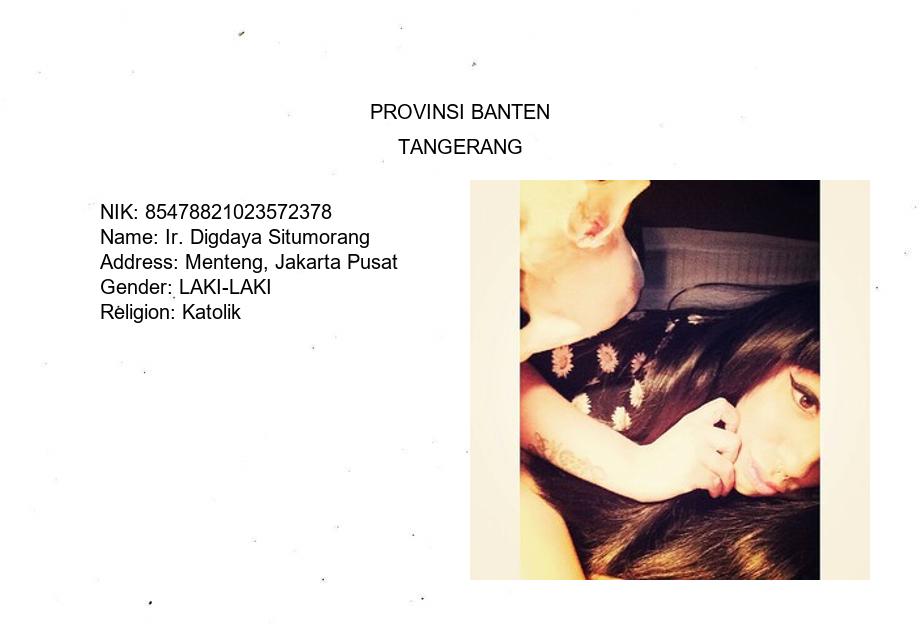 PROVINSI BANTEN
TANGERANG
NIK: 85478821023572378
Name: Ir. Digdaya Situmorang
Address: Menteng, Jakarta Pusat
Gender: LAKI-LAKI
Religion: Katolik